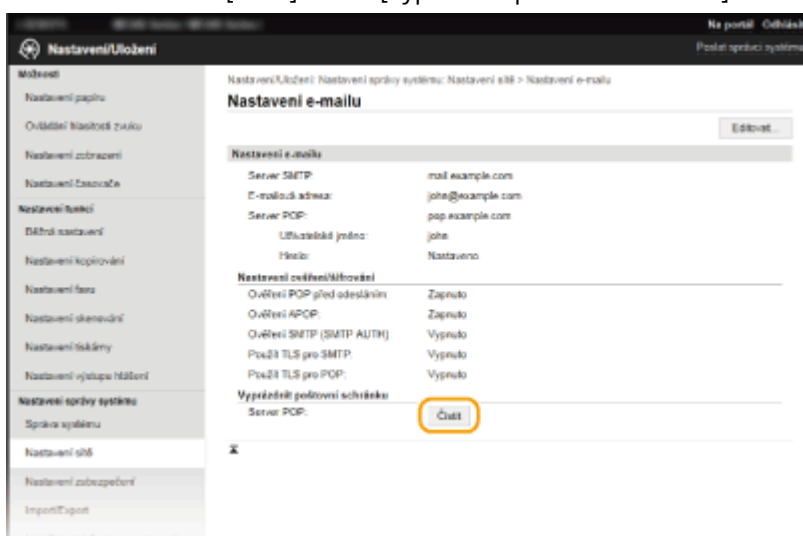 Na portál Odhlásit
Nastavení/Uložení
Poslat správci systému
Možnosti
Nastavení papíru
Ovládání hlasitosti zvuku
Nastavení zobrazení
Nastavení časovače
Nastavení funkcí
Běžná nastavení
Nastavení kopírování
Nastavení faxu
Nastavení skenování
Nastavení tiskárny
Nastavení výstupu hlášení
Nastavení správy systému
Správa systému
Nastavení sítě
Nastavení zabezpečení
Import/Export
Nastavení/Uložení: Nastavení správy systému: Nastavení sítě > Nastavení e-mailu
Nastavení e-mailu
Editovat...
Nastavení e-mailu
Server SMTP: mail.example.com
E-mailová adresa: john@example.com
Server POP: pop.example.com
Uživatelské jméno: john
Heslo: Nastaveno
Nastavení ověření/šifrování
Ověření POP před odesláním: Zapnuto
Ověření APOP: Zapnuto
Ověření SMTP (SMTP AUTH) Vypnuto
Použít TLS pro SMTP: Vypnuto
Použít TLS pro POP: Vypnuto
Vyprázdnit poštovní schránku
Server POP: Čistit